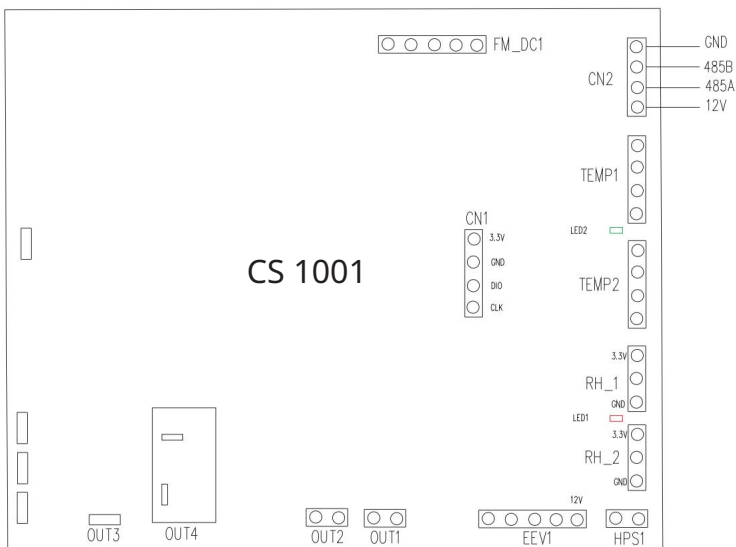 FM_DC1
GND
485B
CN2
485A
12V
TEMP1
CN1
LED2
3.3V
GND
CS 1001
DIO
TEMP2
CLK
3.3V
RH_1
GND
LED1
3.3V
RH_2
GND
12V
OUT3
OUT4
OUT2
OUT1
EEV1
HPS1